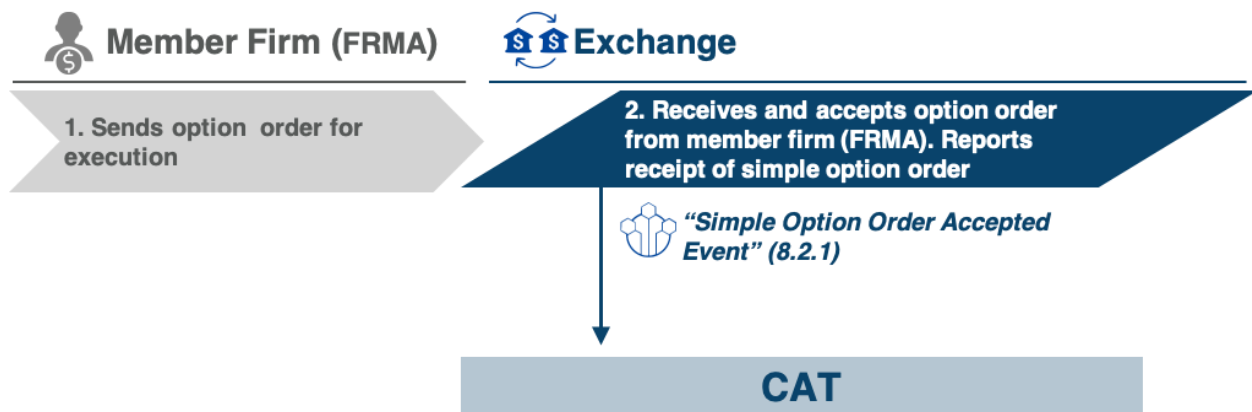 Member Firm (FRMA)
Exchange
1. Sends option order for
execution
2. Receives and accepts option order
from member firm (FRMA). Reports
receipt of simple option order
“Simple Option Order Accepted
Event” (8.2.1)
CAT